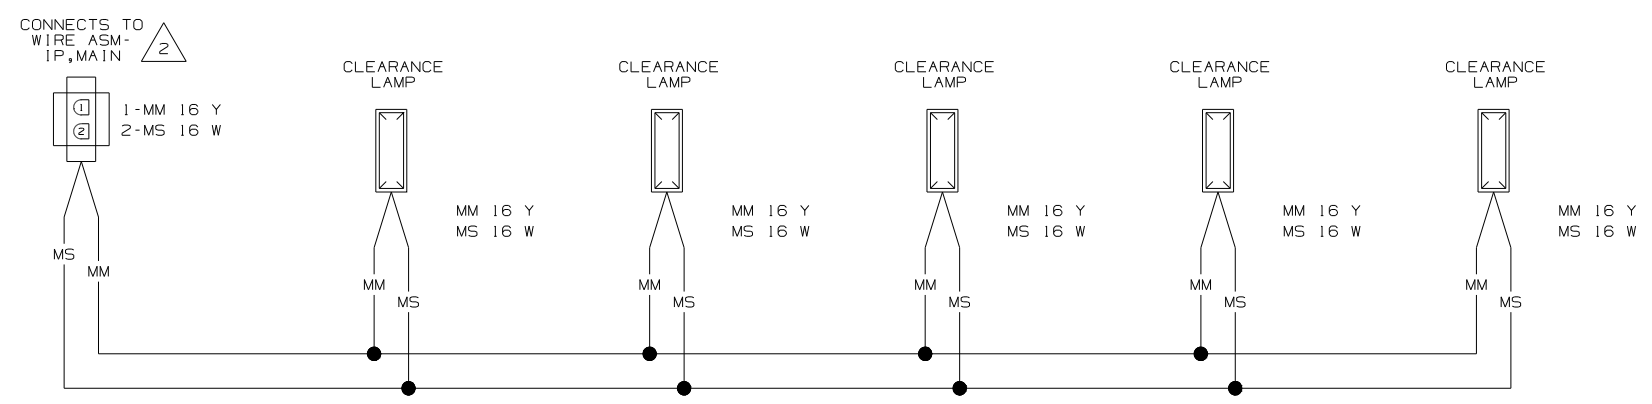 CONNECTS TO
WIRE ASM-
IP,MAIN
2
1
2
1-MM 16 Y
2-MS 16 W
MS
MM
CLEARANCE
LAMP
MM 16 Y
MS 16 W
MM
MS
CLEARANCE
LAMP
MM 16 Y
MS 16 W
MM
MS
CLEARANCE
LAMP
MM 16 Y
MS 16 W
MM
MS
CLEARANCE
LAMP
MM 16 Y
MS 16 W
MM
MS
CLEARANCE
LAMP
MM 16 Y
MS 16 W
MM
MS